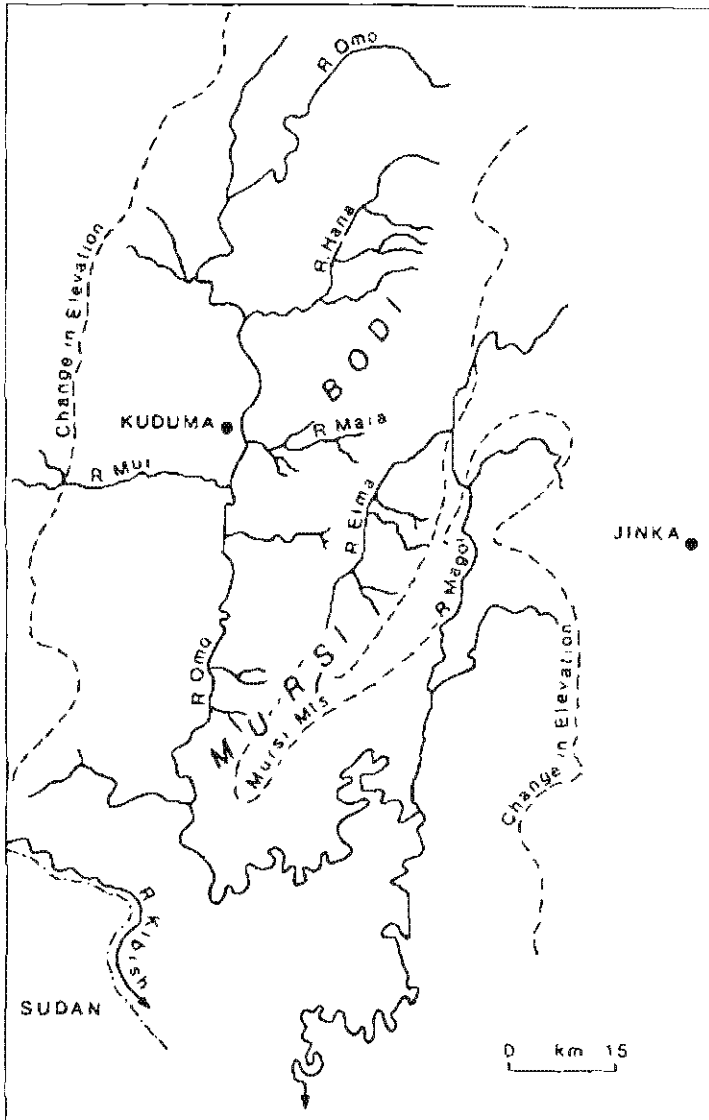 R Omo
R Hana
Change in Elevation
BODI
KUDUMA
R Mara
R Mui
R Elma
JINKA
R Magoi
MURSI
R Omo
Mursi Mts
Change in Elevation
R Kibish
SUDAN
0 km 15